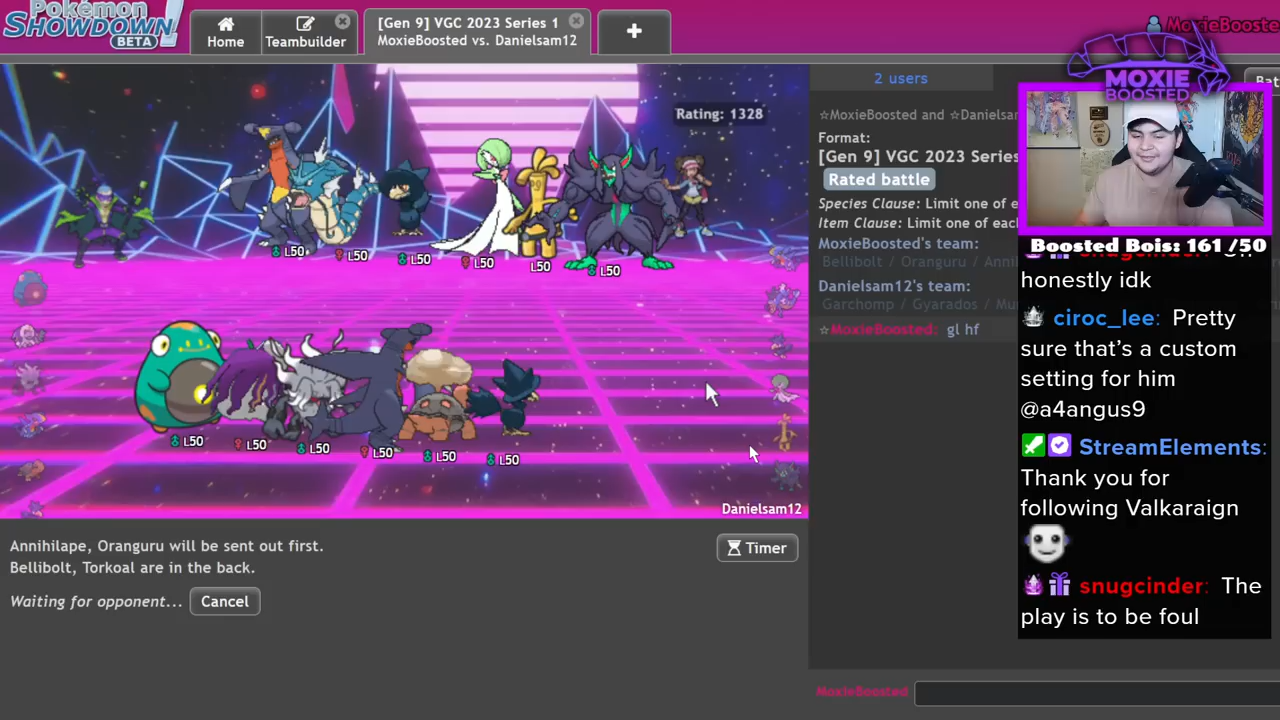 Pokémon
SHOWDOWN!
BETA
Home
Teambuilder
[Gen 9] VGC 2023 Series 1
MoxieBoosted vs. Danielsam12
+
MoxieBooste
MOXIE
BOOSTED
Bat
2 users
Rating: 1328
☆MoxieBoosted and ☆Danielsam
Format:
[Gen 9] VGC 2023 Series
Rated battle
Species Clause: Limit one of e
Item Clause: Limit one of each
MoxieBoosted's team:
Bellibolt / Oranguru / Anni
Danielsam12's team:
Garchomp / Gyarados / Mu
☆MoxieBoosted: gl hf
L50
L50
L50
L50
L50
L50
L50
L50
L50
L50
L50
L50
Danielsam12
Boosted Bois: 161 /50
honestly idk
ciroc_lee: Pretty
sure that's a custom
setting for him
@a4angus9
StreamElements:
Thank you for
following Valkaraign
snugcinder: The
play is to be foul
Annihilape, Oranguru will be sent out first.
Bellibolt, Torkoal are in the back.
Waiting for opponent... Cancel
Timer
MoxieBoosted